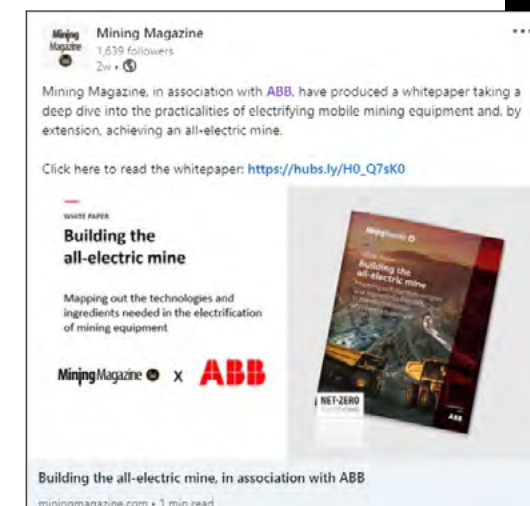 Mining Magazine
Mining Magazine
1,639 followers
2w •
Mining Magazine, in association with ABB, have produced a whitepaper taking a
deep dive into the practicalities of electrifying mobile mining equipment and, by
extension, achieving an all-electric mine.
Click here to read the whitepaper: https://hubs.ly/H0_Q7sK0
WHITE PAPER
Building the
all-electric mine
Mapping out the technologies and
ingredients needed in the electrification
of mining equipment
Mining Magazine X ABB
Building the
all-electric mine
NET-ZERO
ABB
Building the all-electric mine, in association with ABB
miningmagazine.com • 1 min read